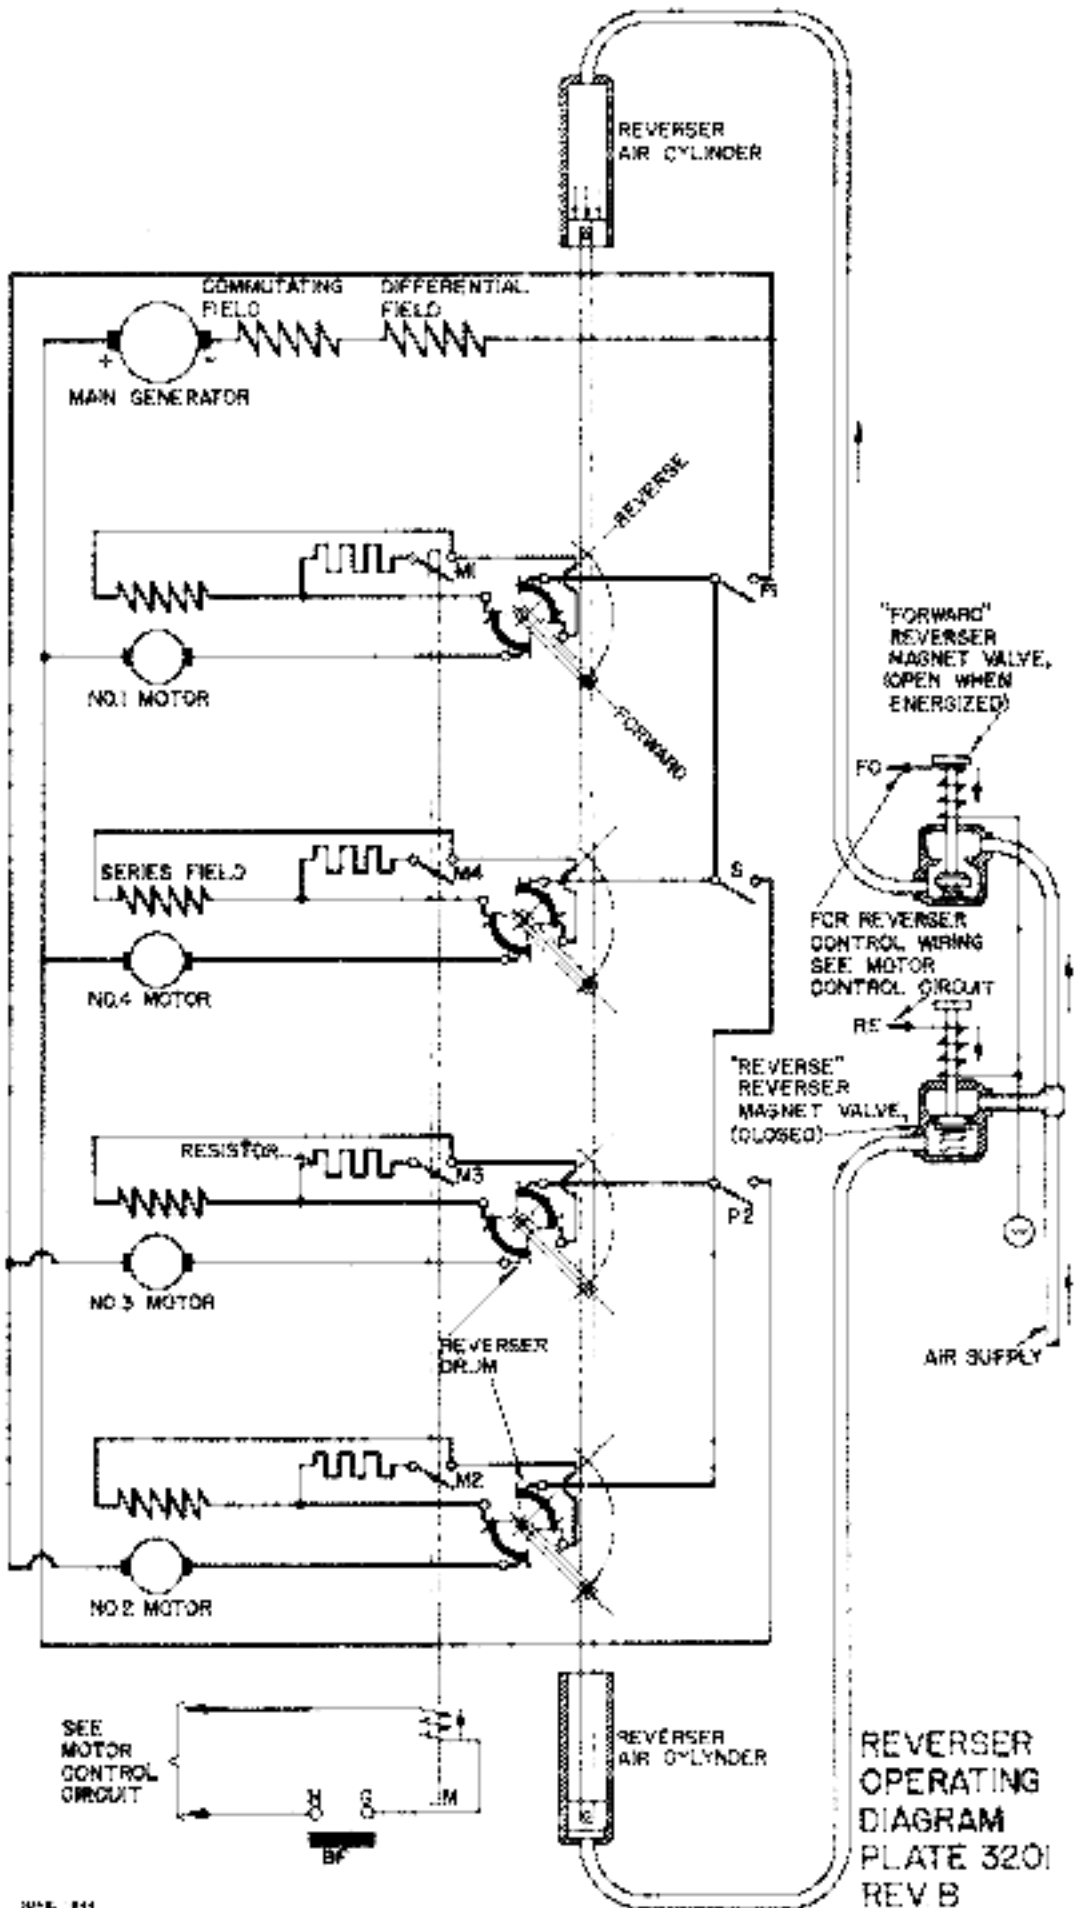 REVERSER
AIR CYLINDER
COMMUTATING
FIELD
DIFFERENTIAL
FIELD
+
-
MAIN GENERATOR
REVERSE
M1
P1
NO.1 MOTOR
FORWARD
"FORWARD"
REVERSER
MAGNET VALVE,
(OPEN WHEN
ENERGIZED)
FO
SERIES FIELD
M4
S
NO.4 MOTOR
FOR REVERSER
CONTROL WIRING
SEE MOTOR
CONTROL CIRCUIT
RE
"REVERSE"
REVERSER
MAGNET VALVE,
(CLOSED)
RESISTOR
M3
P2
NO.3 MOTOR
REVERSER
DRUM
AIR SUPPLY
M2
NO.2 MOTOR
SEE
MOTOR
CONTROL
CIRCUIT
H G M
BF
REVERSER
AIR CYLYNDER
REVERSER
OPERATING
DIAGRAM
PLATE 3201
REV. B